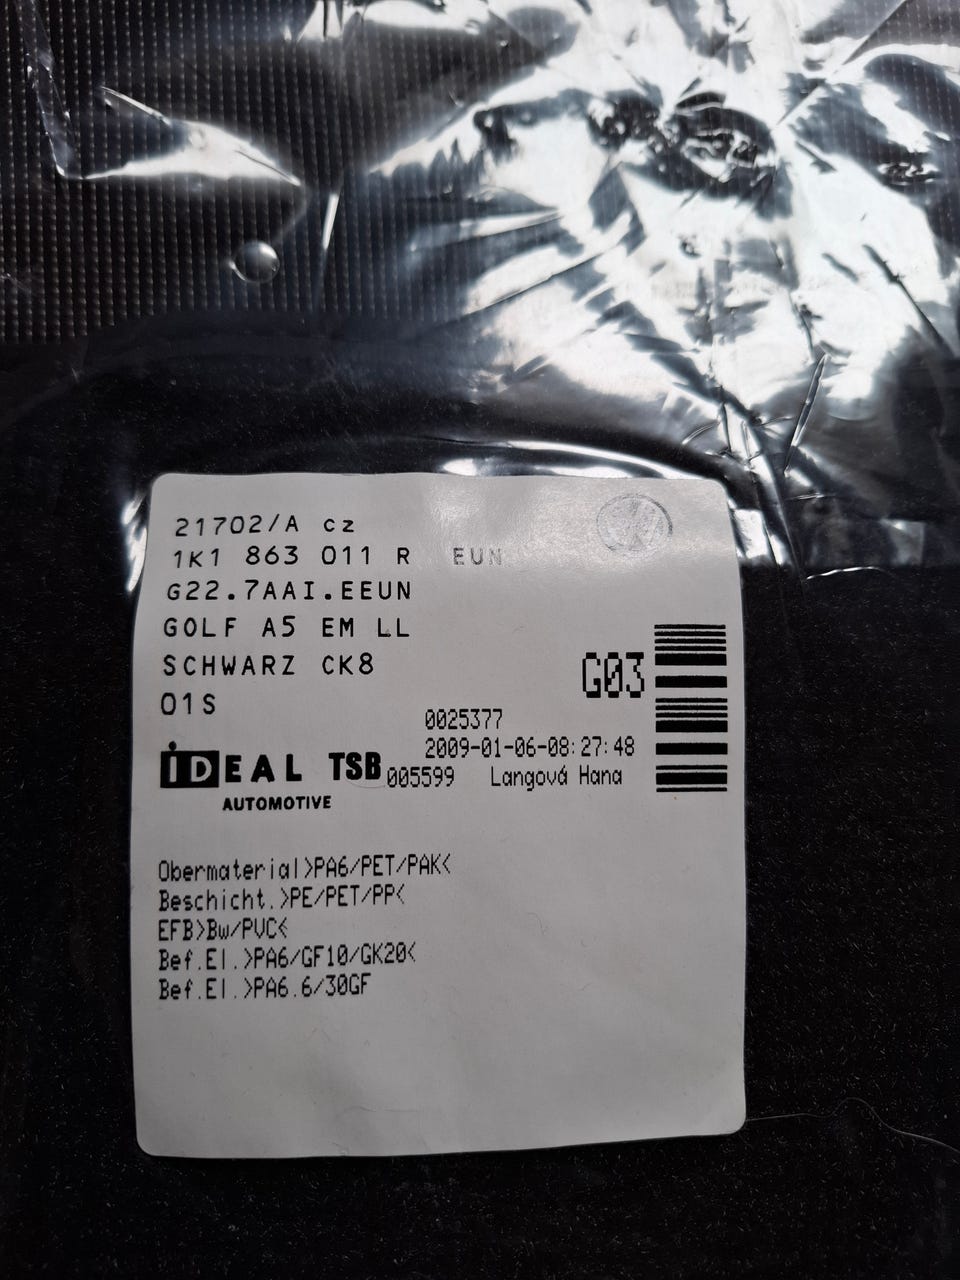 21702/A cz
1K1 863 011 R EUN
G22.7AAI.EEUN
GOLF A5 EM LL
SCHWARZ CK8
G03
01S
0025377
2009-01-06-08:27:48
iDEAL TSB 005599 Langová Hana
AUTOMOTIVE
Obermaterial>PA6/PET/PAK<
Beschicht.>PE/PET/PP<
EFB>Bw/PVC<
Bef.El.>PA6/GF10/GK20<
Bef.El.>PA6.6/30GF